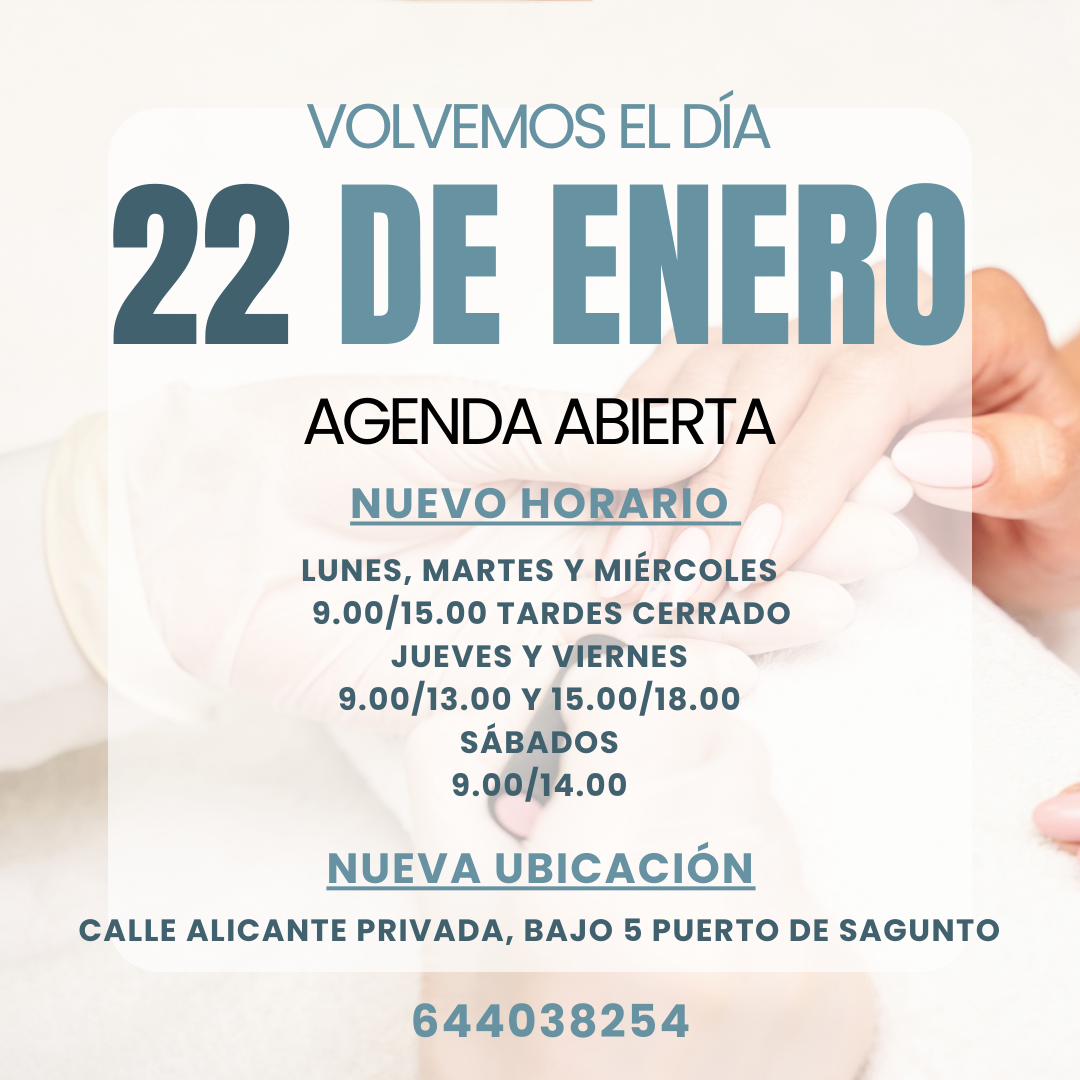 VOLVEMOS EL DÍA
22 DE ENERO
AGENDA ABIERTA
NUEVO HORARIO
LUNES, MARTES Y MIÉRCOLES
9.00/15.00 TARDES CERRADO
JUEVES Y VIERNES
9.00/13.00 Y 15.00/18.00
SÁBADOS
9.00/14.00
NUEVA UBICACIÓN
CALLE ALICANTE PRIVADA, BAJO 5 PUERTO DE SAGUNTO
644038254